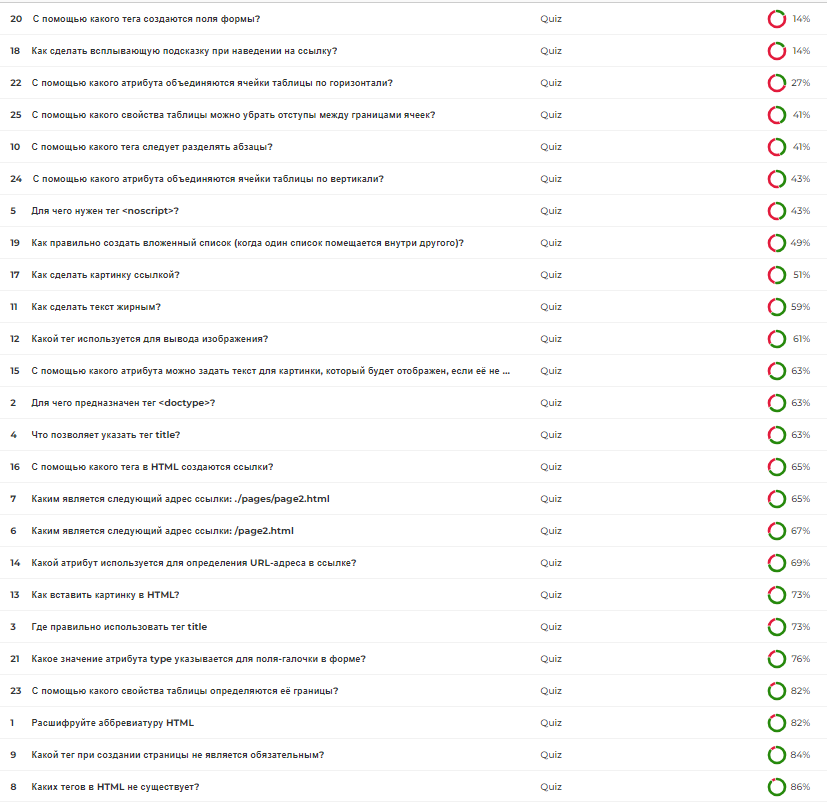 20 С помощью какого тега создаются поля формы? Quiz 14%
18 Как сделать всплывающую подсказку при наведении на ссылку? Quiz 14%
22 С помощью какого атрибута объединяются ячейки таблицы по горизонтали? Quiz 27%
25 С помощью какого свойства таблицы можно убрать отступы между границами ячеек? Quiz 41%
10 С помощью какого тега следует разделять абзацы? Quiz 41%
24 С помощью какого атрибута объединяются ячейки таблицы по вертикали? Quiz 43%
5 Для чего нужен тег <noscript>? Quiz 43%
19 Как правильно создать вложенный список (когда один список помещается внутри другого)? Quiz 49%
17 Как сделать картинку ссылкой? Quiz 51%
11 Как сделать текст жирным? Quiz 59%
12 Какой тег используется для вывода изображения? Quiz 61%
15 С помощью какого атрибута можно задать текст для картинки, который будет отображен, если её не ... Quiz 63%
2 Для чего предназначен тег <doctype>? Quiz 63%
4 Что позволяет указать тег title? Quiz 63%
16 С помощью какого тега в HTML создаются ссылки? Quiz 65%
7 Каким является следующий адрес ссылки: ./pages/page2.html Quiz 65%
6 Каким является следующий адрес ссылки: /page2.html Quiz 67%
14 Какой атрибут используется для определения URL-адреса в ссылке? Quiz 69%
13 Как вставить картинку в HTML? Quiz 73%
3 Где правильно использовать тег title Quiz 73%
21 Какое значение атрибута type указывается для поля-галочки в форме? Quiz 76%
23 С помощью какого свойства таблицы определяются её границы? Quiz 82%
1 Расшифруйте аббревиатуру HTML Quiz 82%
9 Какой тег при создании страницы не является обязательным? Quiz 84%
8 Каких тегов в HTML не существует? Quiz 86%